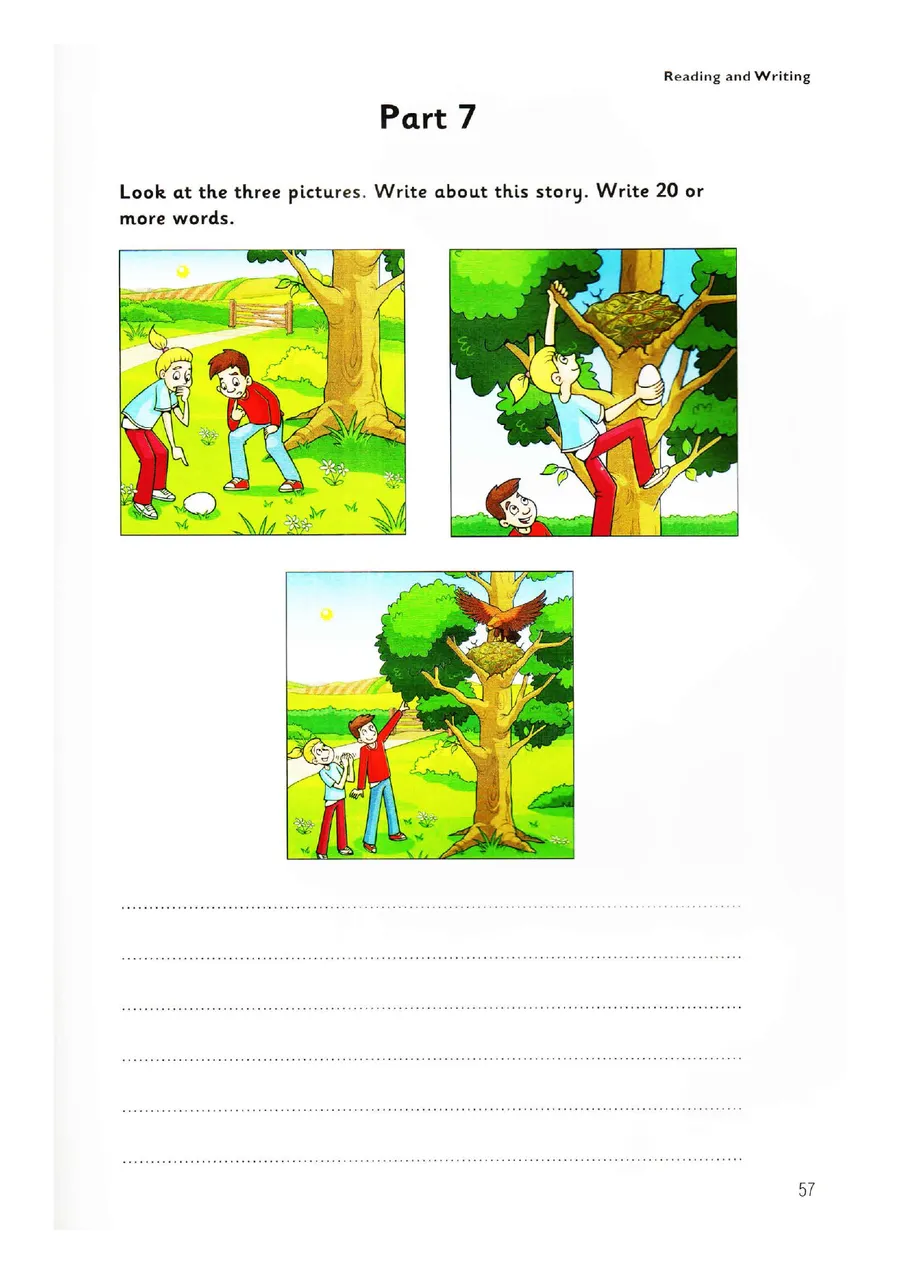 Reading and Writing
Part 7
Look at the three pictures. Write about this story. Write 20 or
more words.
57